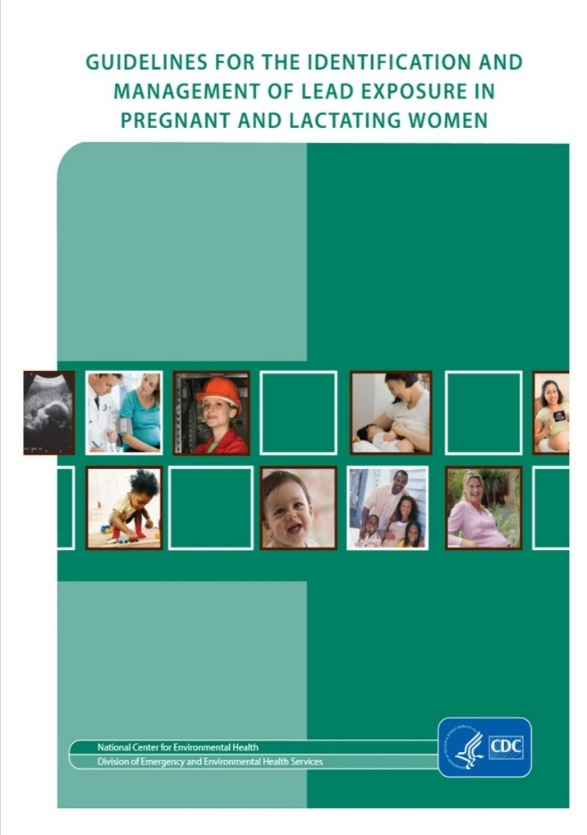 GUIDELINES FOR THE IDENTIFICATION AND
MANAGEMENT OF LEAD EXPOSURE IN
PREGNANT AND LACTATING WOMEN
National Center for Environmental Health
Division of Emergency and Environmental Health Services
CDC